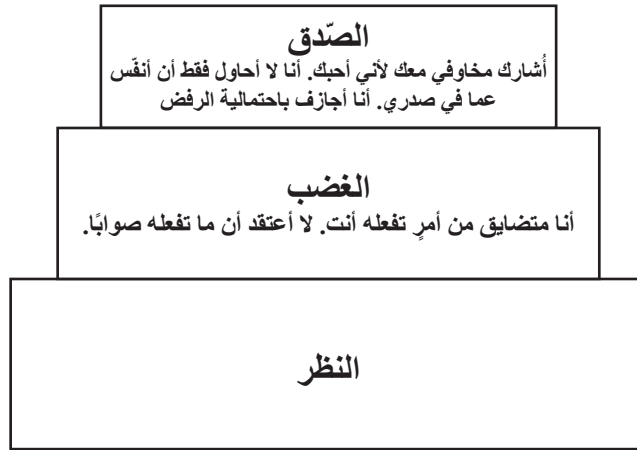 الصّدق
أُشارك مخاوفي معك لأني أحبك. أنا لا أحاول فقط أن أنفّس
عما في صدري. أنا أجازف باحتمالية الرفض
الغضب
أنا متضايق من أمرٍ تفعله أنت. لا أعتقد أن ما تفعله صوابًا.
النظر